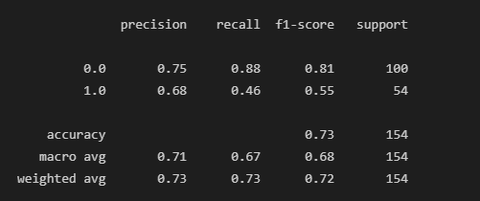 precision recall f1-score support
0.0 0.75 0.88 0.81 100
1.0 0.68 0.46 0.55 54
accuracy 0.73 154
macro avg 0.71 0.67 0.68 154
weighted avg 0.73 0.73 0.72 154